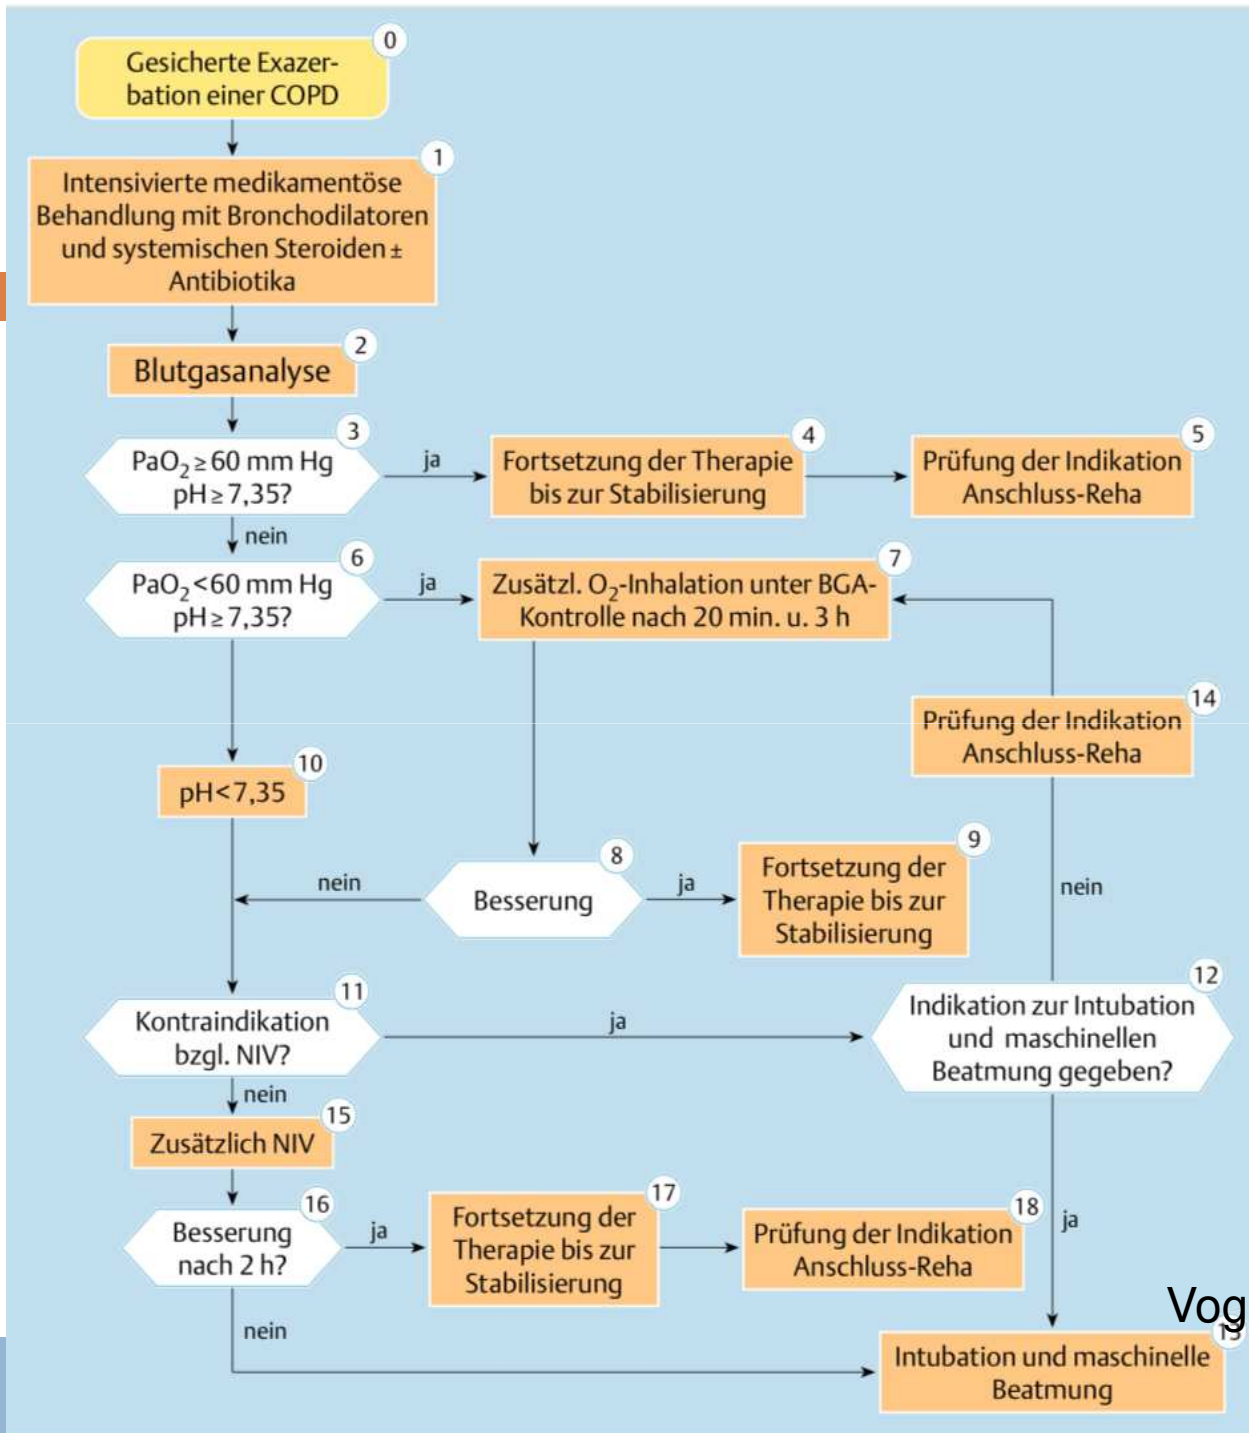 0
Gesicherte Exazer-
bation einer COPD
1
Intensivierte medikamentöse
Behandlung mit Bronchodilatoren
und systemischen Steroiden ±
Antibiotika
2
Blutgasanalyse
3
PaO₂ ≥ 60 mm Hg
pH ≥ 7,35?
ja
4
Fortsetzung der Therapie
bis zur Stabilisierung
5
Prüfung der Indikation
Anschluss-Reha
nein
6
PaO₂ < 60 mm Hg
pH ≥ 7,35?
ja
7
Zusätzl. O₂-Inhalation unter BGA-
Kontrolle nach 20 min. u. 3 h
14
Prüfung der Indikation
Anschluss-Reha
10
pH < 7,35
8
Besserung
nein
ja
9
Fortsetzung der
Therapie bis zur
Stabilisierung
nein
11
Kontraindikation
bzgl. NIV?
ja
12
Indikation zur Intubation
und maschinellen
Beatmung gegeben?
nein
15
Zusätzlich NIV
16
Besserung
nach 2 h?
ja
17
Fortsetzung der
Therapie bis zur
Stabilisierung
18
Prüfung der Indikation
Anschluss-Reha
ja
Vog
nein
13
Intubation und maschinelle
Beatmung